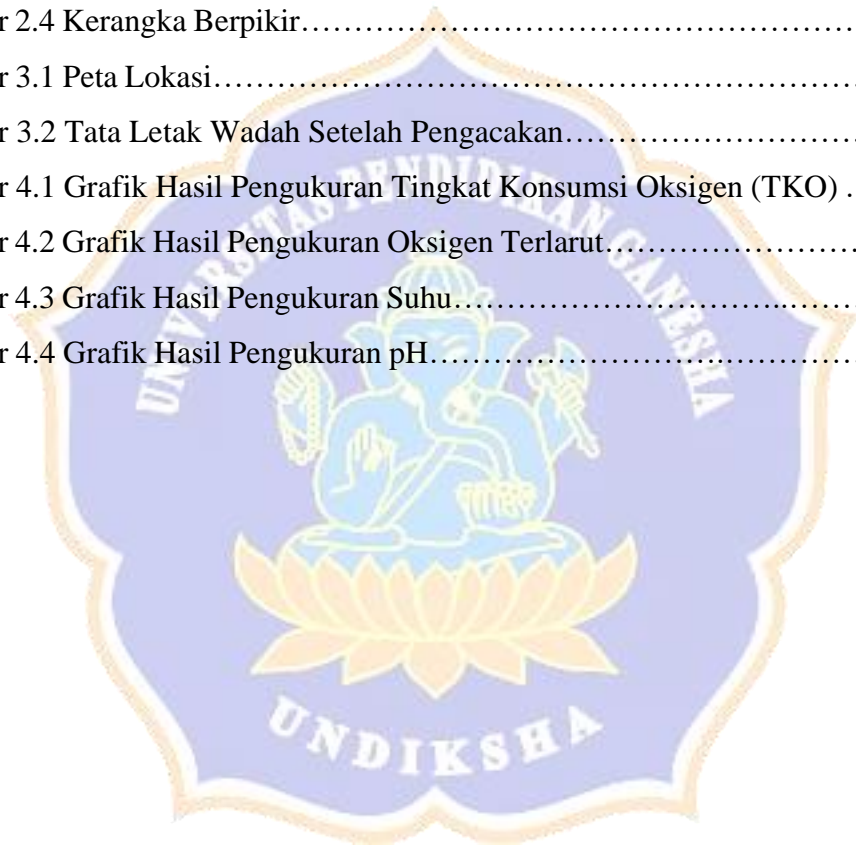 r 2.4 Kerangka Berpikir……………………………………………………
r 3.1 Peta Lokasi…………………………………………………………….
r 3.2 Tata Letak Wadah Setelah Pengacakan……………………………….
r 4.1 Grafik Hasil Pengukuran Tingkat Konsumsi Oksigen (TKO) .
r 4.2 Grafik Hasil Pengukuran Oksigen Terlarut…………………………
r 4.3 Grafik Hasil Pengukuran Suhu………………………………..………
r 4.4 Grafik Hasil Pengukuran pH……………………………….…………
UNIVERSITAS PENDIDIKAN GANESHA
UNDIKSHA